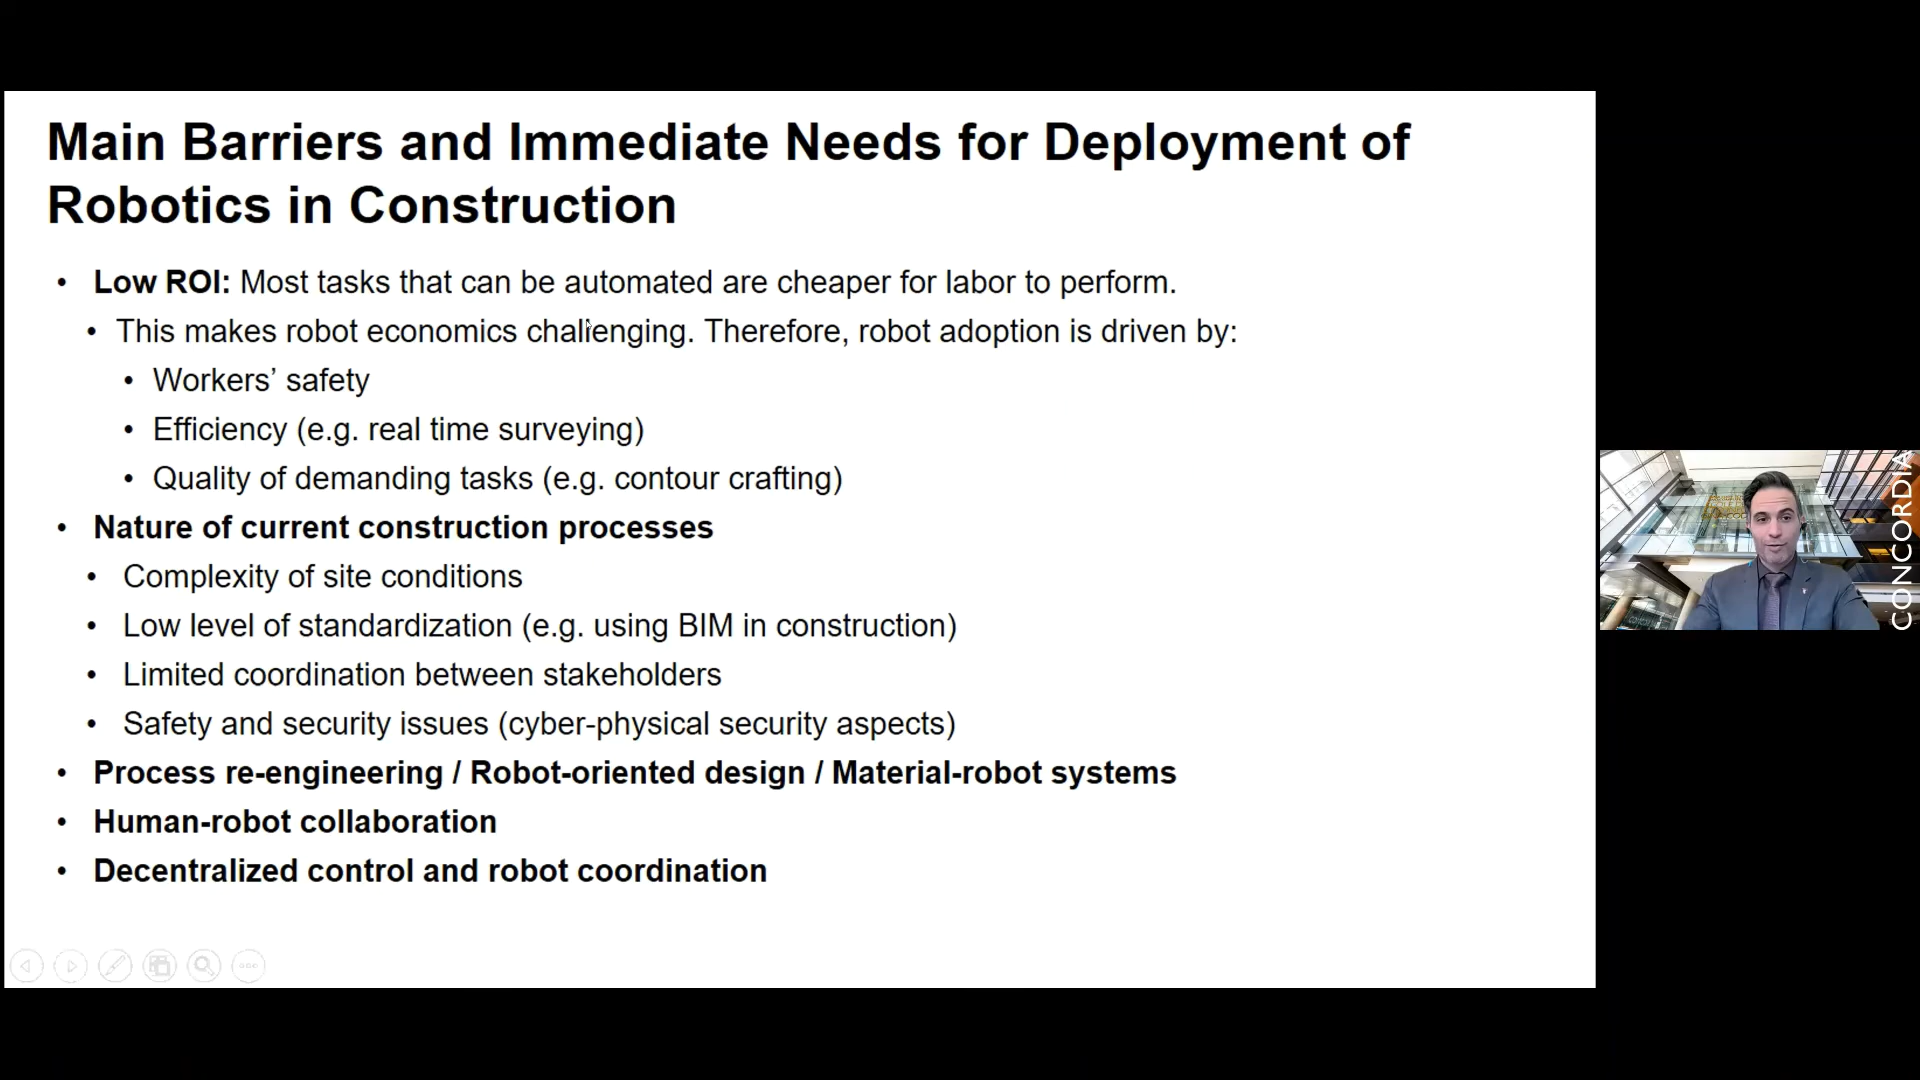 Main Barriers and Immediate Needs for Deployment of
Robotics in Construction
• Low ROI: Most tasks that can be automated are cheaper for labor to perform.
• This makes robot economics challenging. Therefore, robot adoption is driven by:
• Workers’ safety
• Efficiency (e.g. real time surveying)
• Quality of demanding tasks (e.g. contour crafting)
• Nature of current construction processes
• Complexity of site conditions
• Low level of standardization (e.g. using BIM in construction)
• Limited coordination between stakeholders
• Safety and security issues (cyber-physical security aspects)
• Process re-engineering / Robot-oriented design / Material-robot systems
• Human-robot collaboration
• Decentralized control and robot coordination
CONCORDIA